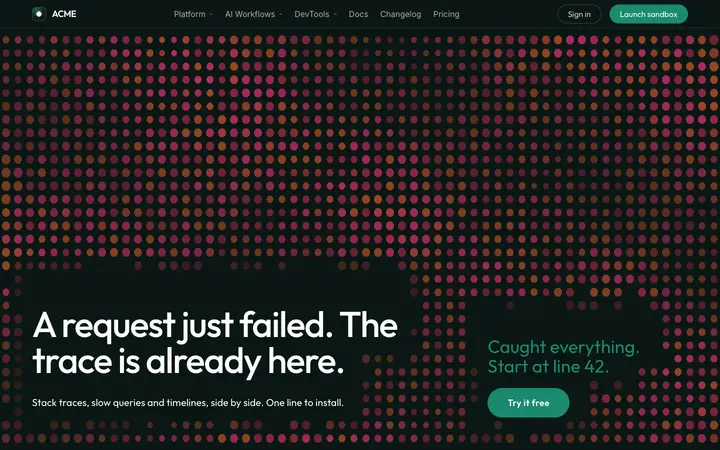 ACME
Platform
AI Workflows
DevTools
Docs
Changelog
Pricing
Sign in
Launch sandbox
A request just failed. The
trace is already here.
Stack traces, slow queries and timelines, side by side. One line to install.
Caught everything.
Start at line 42.
Try it free